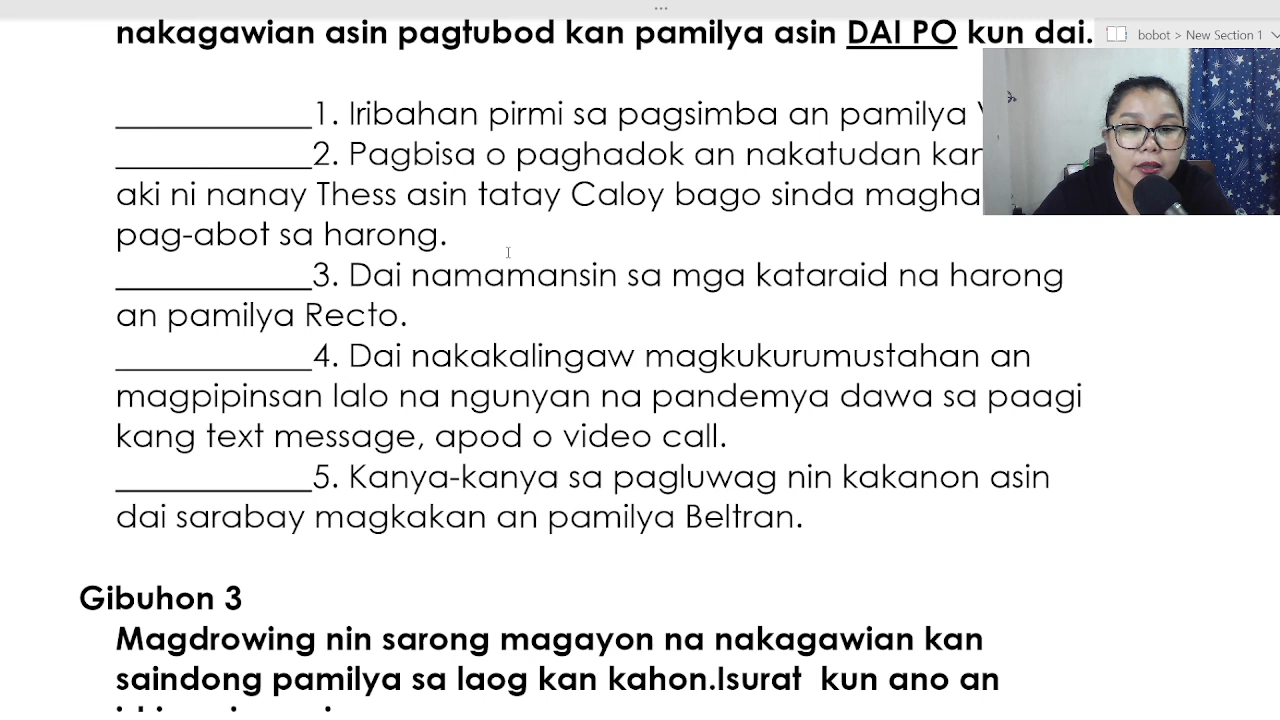 nakagawian asin pagtubod kan pamilya asin DAI PO kun dai.
bobot > New Section 1
____________1. Iribahan pirmi sa pagsimba an pamilya
____________2. Pagbisa o paghadok an nakatudan kan
aki ni nanay Thess asin tatay Caloy bago sinda
pag-abot sa harong.
____________3. Dai namamansin sa mga kataraid na harong
an pamilya Recto.
____________4. Dai nakakalingaw magkukurumustahan an
magpipinsan lalo na ngunyan na pandemya dawa sa paagi
kang text message, apod o video call.
____________5. Kanya-kanya sa pagluwag nin kakanon asin
dai sarabay magkakan an pamilya Beltran.
Gibuhon 3
Magdrowing nin sarong magayon na nakagawian kan
saindong pamilya sa laog kan kahon.Isurat kun ano an